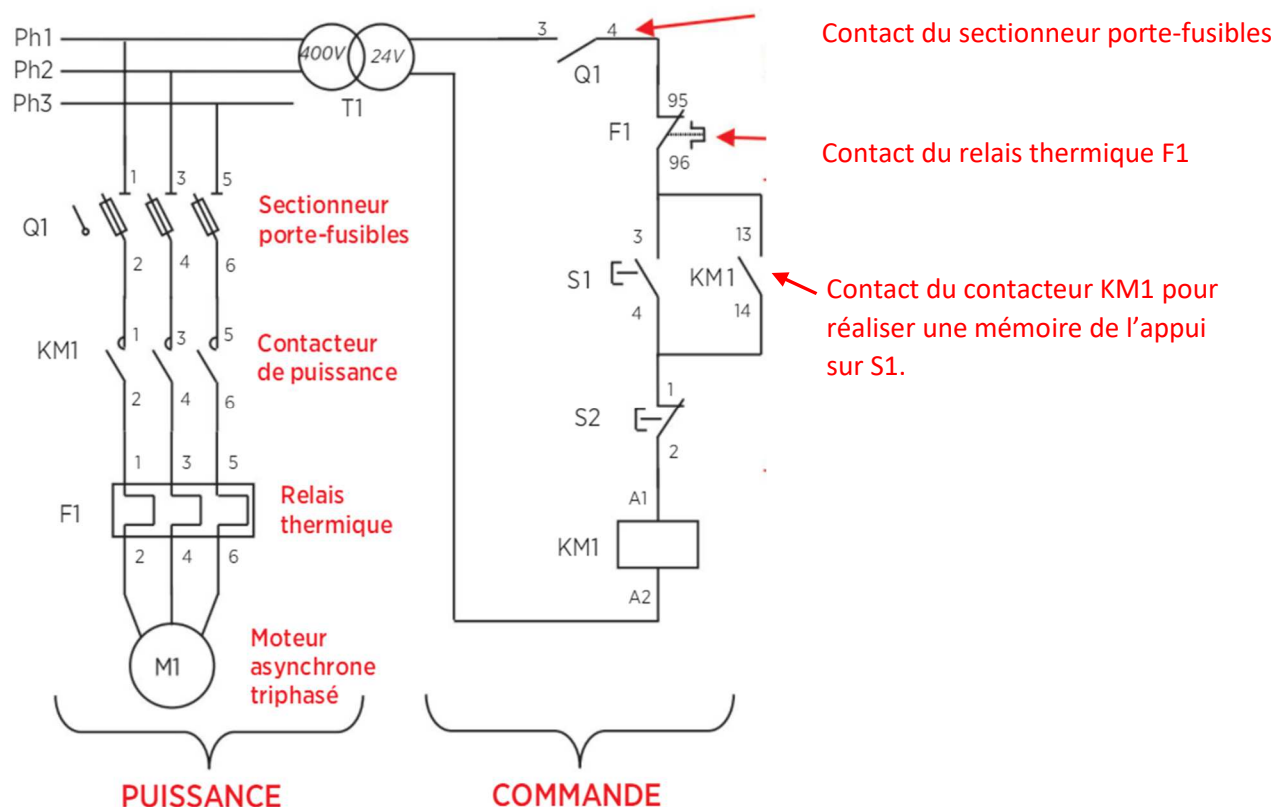 Ph1
Ph2
Ph3
400V 24V
T1
3 4
Q1
Contact du sectionneur porte-fusibles
95
F1
96
Contact du relais thermique F1
1 3 5
Q1
2 4 6
Sectionneur
porte-fusibles
3 13
S1 KM1
4 14
Contact du contacteur KM1 pour
réaliser une mémoire de l’appui
sur S1.
1 3 5
KM1
2 4 6
Contacteur
de puissance
1
S2
2
1 3 5
F1
2 4 6
Relais
thermique
A1
KM1
A2
M1
Moteur
asynchrone
triphasé
PUISSANCE
COMMANDE